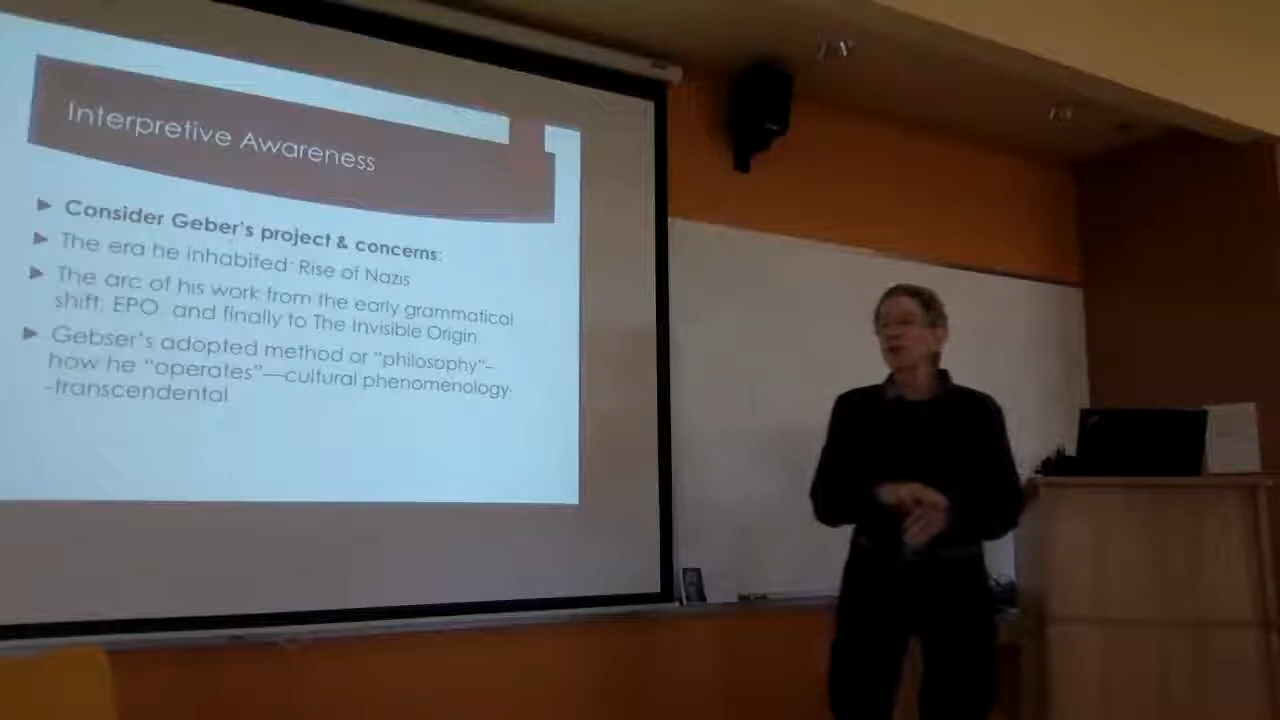 Interpretive Awareness
Consider Geber's project & concerns:
The era he inhabited: Rise of Nazis
The arc of his work from the early grammatical
shift, EPO, and finally to The Invisible Origin
Gebser's adopted method or "philosophy"–
how he "operates"—cultural phenomenology-
-transcendental